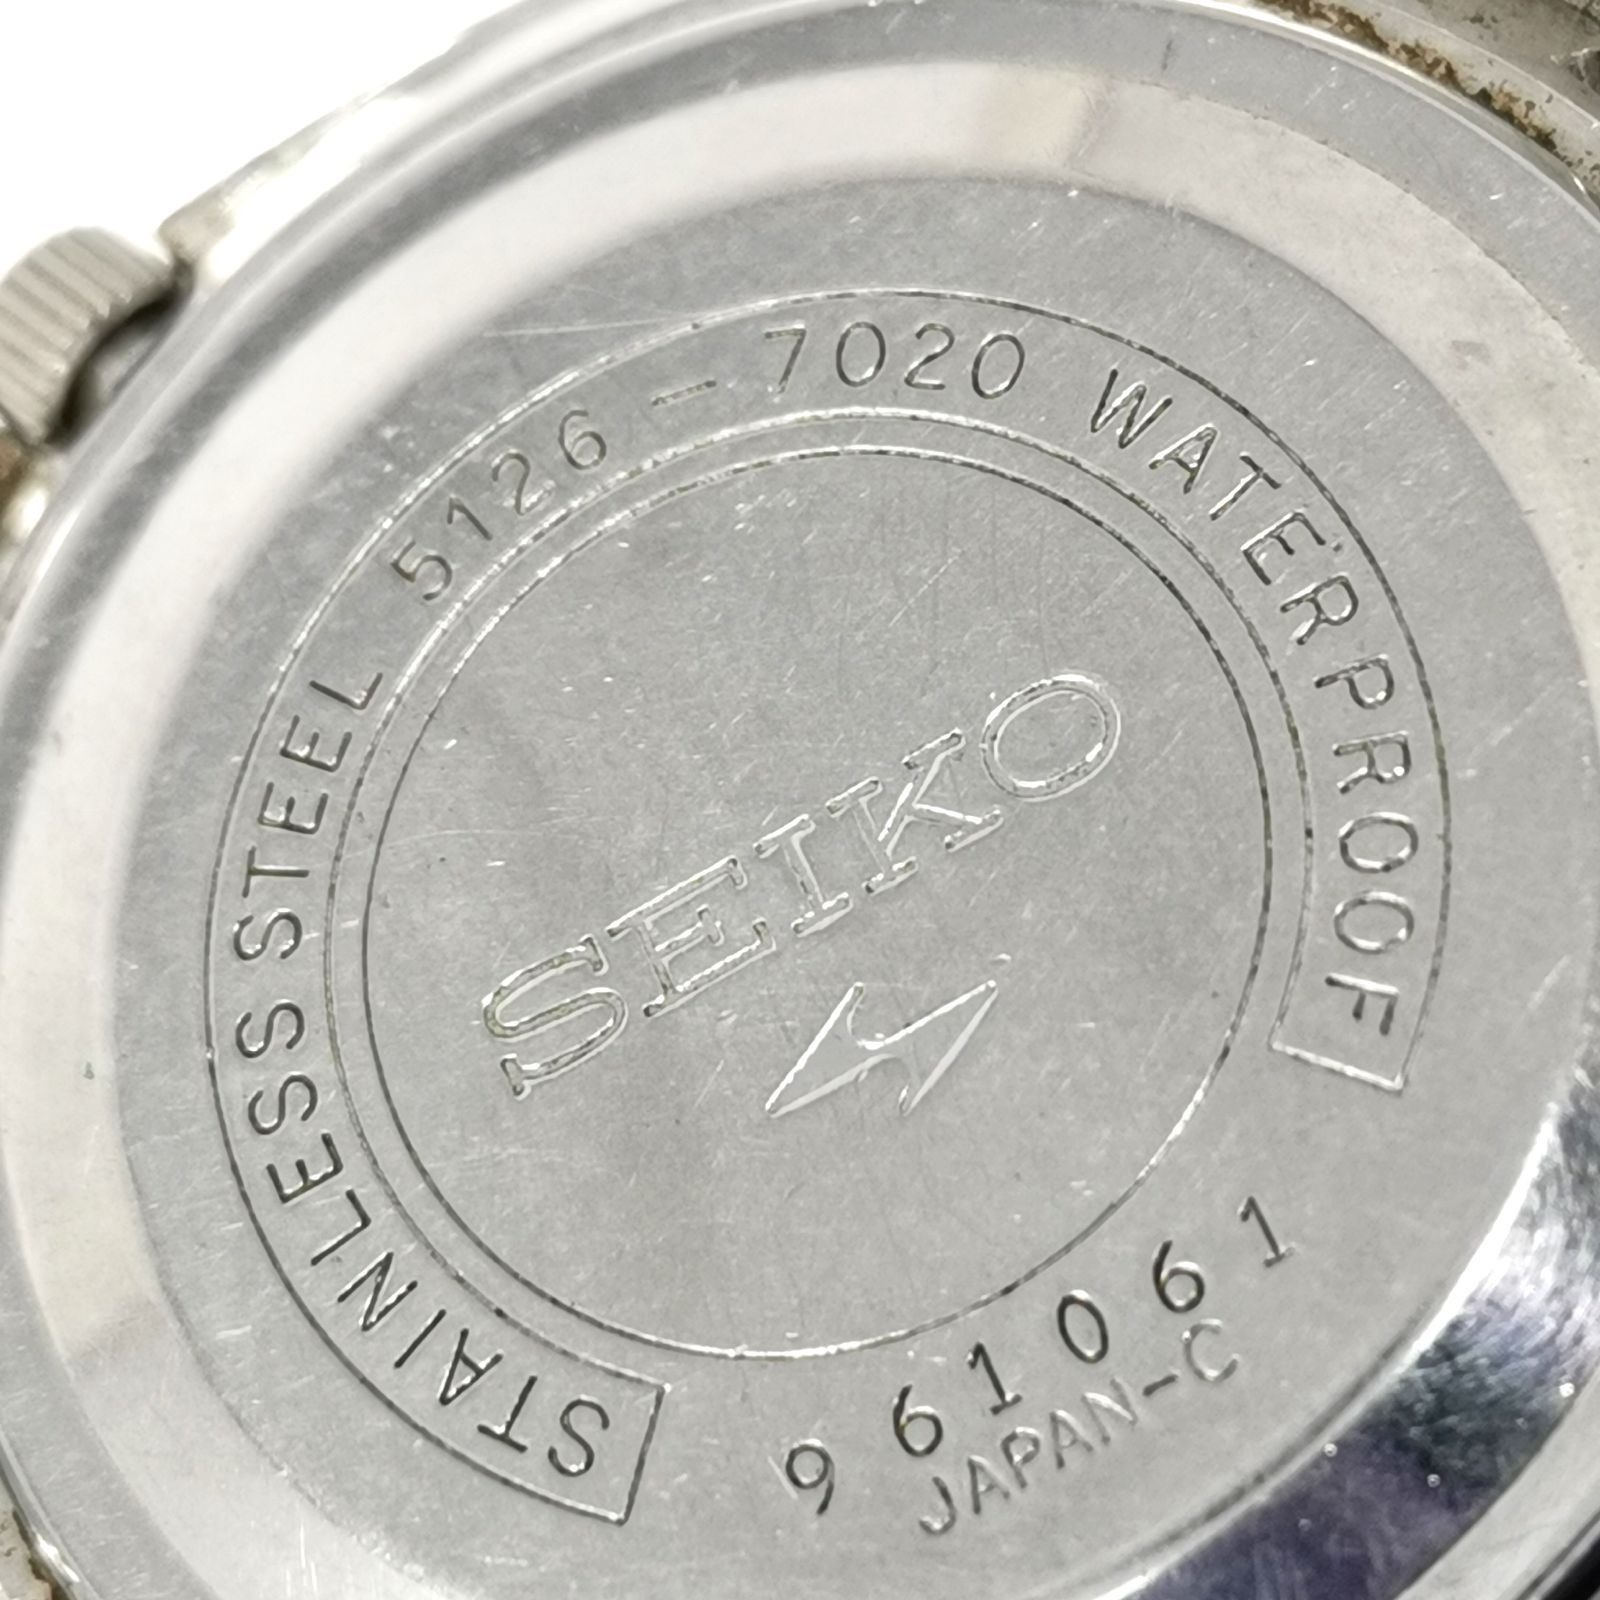 STAINLESS STEEL 5126-7020 WATERPROOF
SEIKO
961061
JAPAN-C